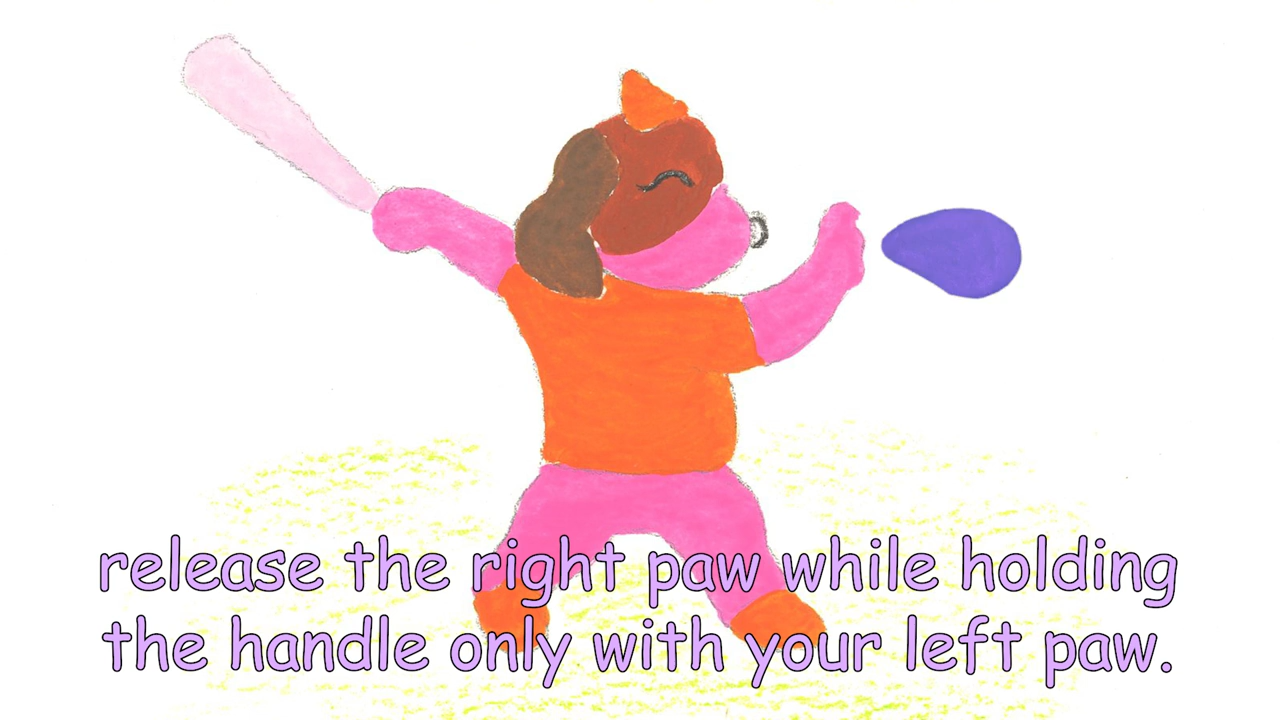 release the right paw while holding
the handle only with your left paw.